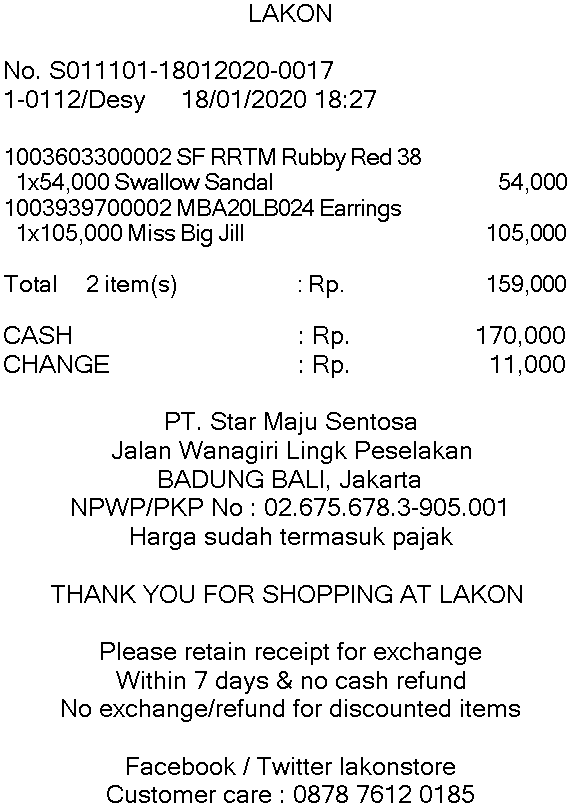 LAKON
No. S011101-18012020-0017
1-0112/Desy 18/01/2020 18:27
1003603300002 SF RRTM Rubby Red 38
1x54,000 Swallow Sandal 54,000
1003939700002 MBA20LB024 Earrings
1x105,000 Miss Big Jill 105,000
Total 2 item(s) : Rp. 159,000
CASH : Rp. 170,000
CHANGE : Rp. 11,000
PT. Star Maju Sentosa
Jalan Wanagiri Lingk Peselakan
BADUNG BALI, Jakarta
NPWP/PKP No : 02.675.678.3-905.001
Harga sudah termasuk pajak
THANK YOU FOR SHOPPING AT LAKON
Please retain receipt for exchange
Within 7 days & no cash refund
No exchange/refund for discounted items
Facebook / Twitter lakonstore
Customer care : 0878 7612 0185